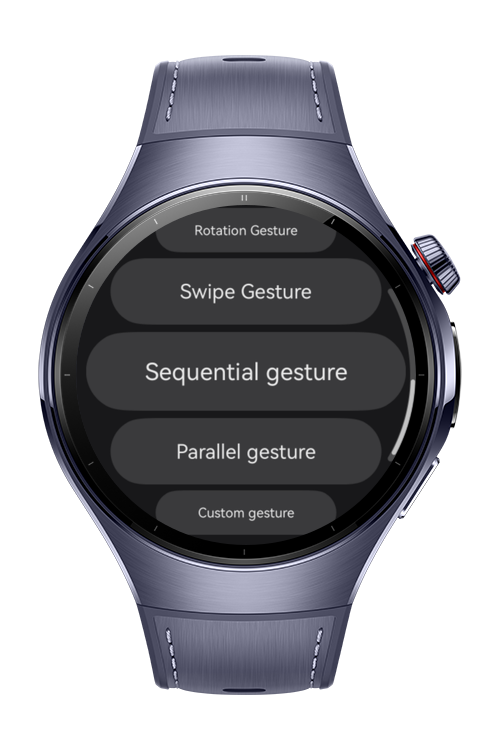 Rotation Gesture
Swipe Gesture
Sequential gesture
Parallel gesture
Custom gesture